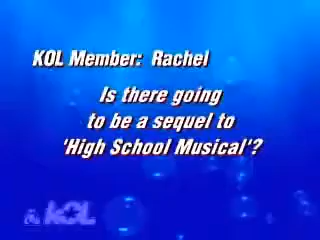 KOL Member: Rachel
Is there going
to be a sequel to
'High School Musical'?
KOL